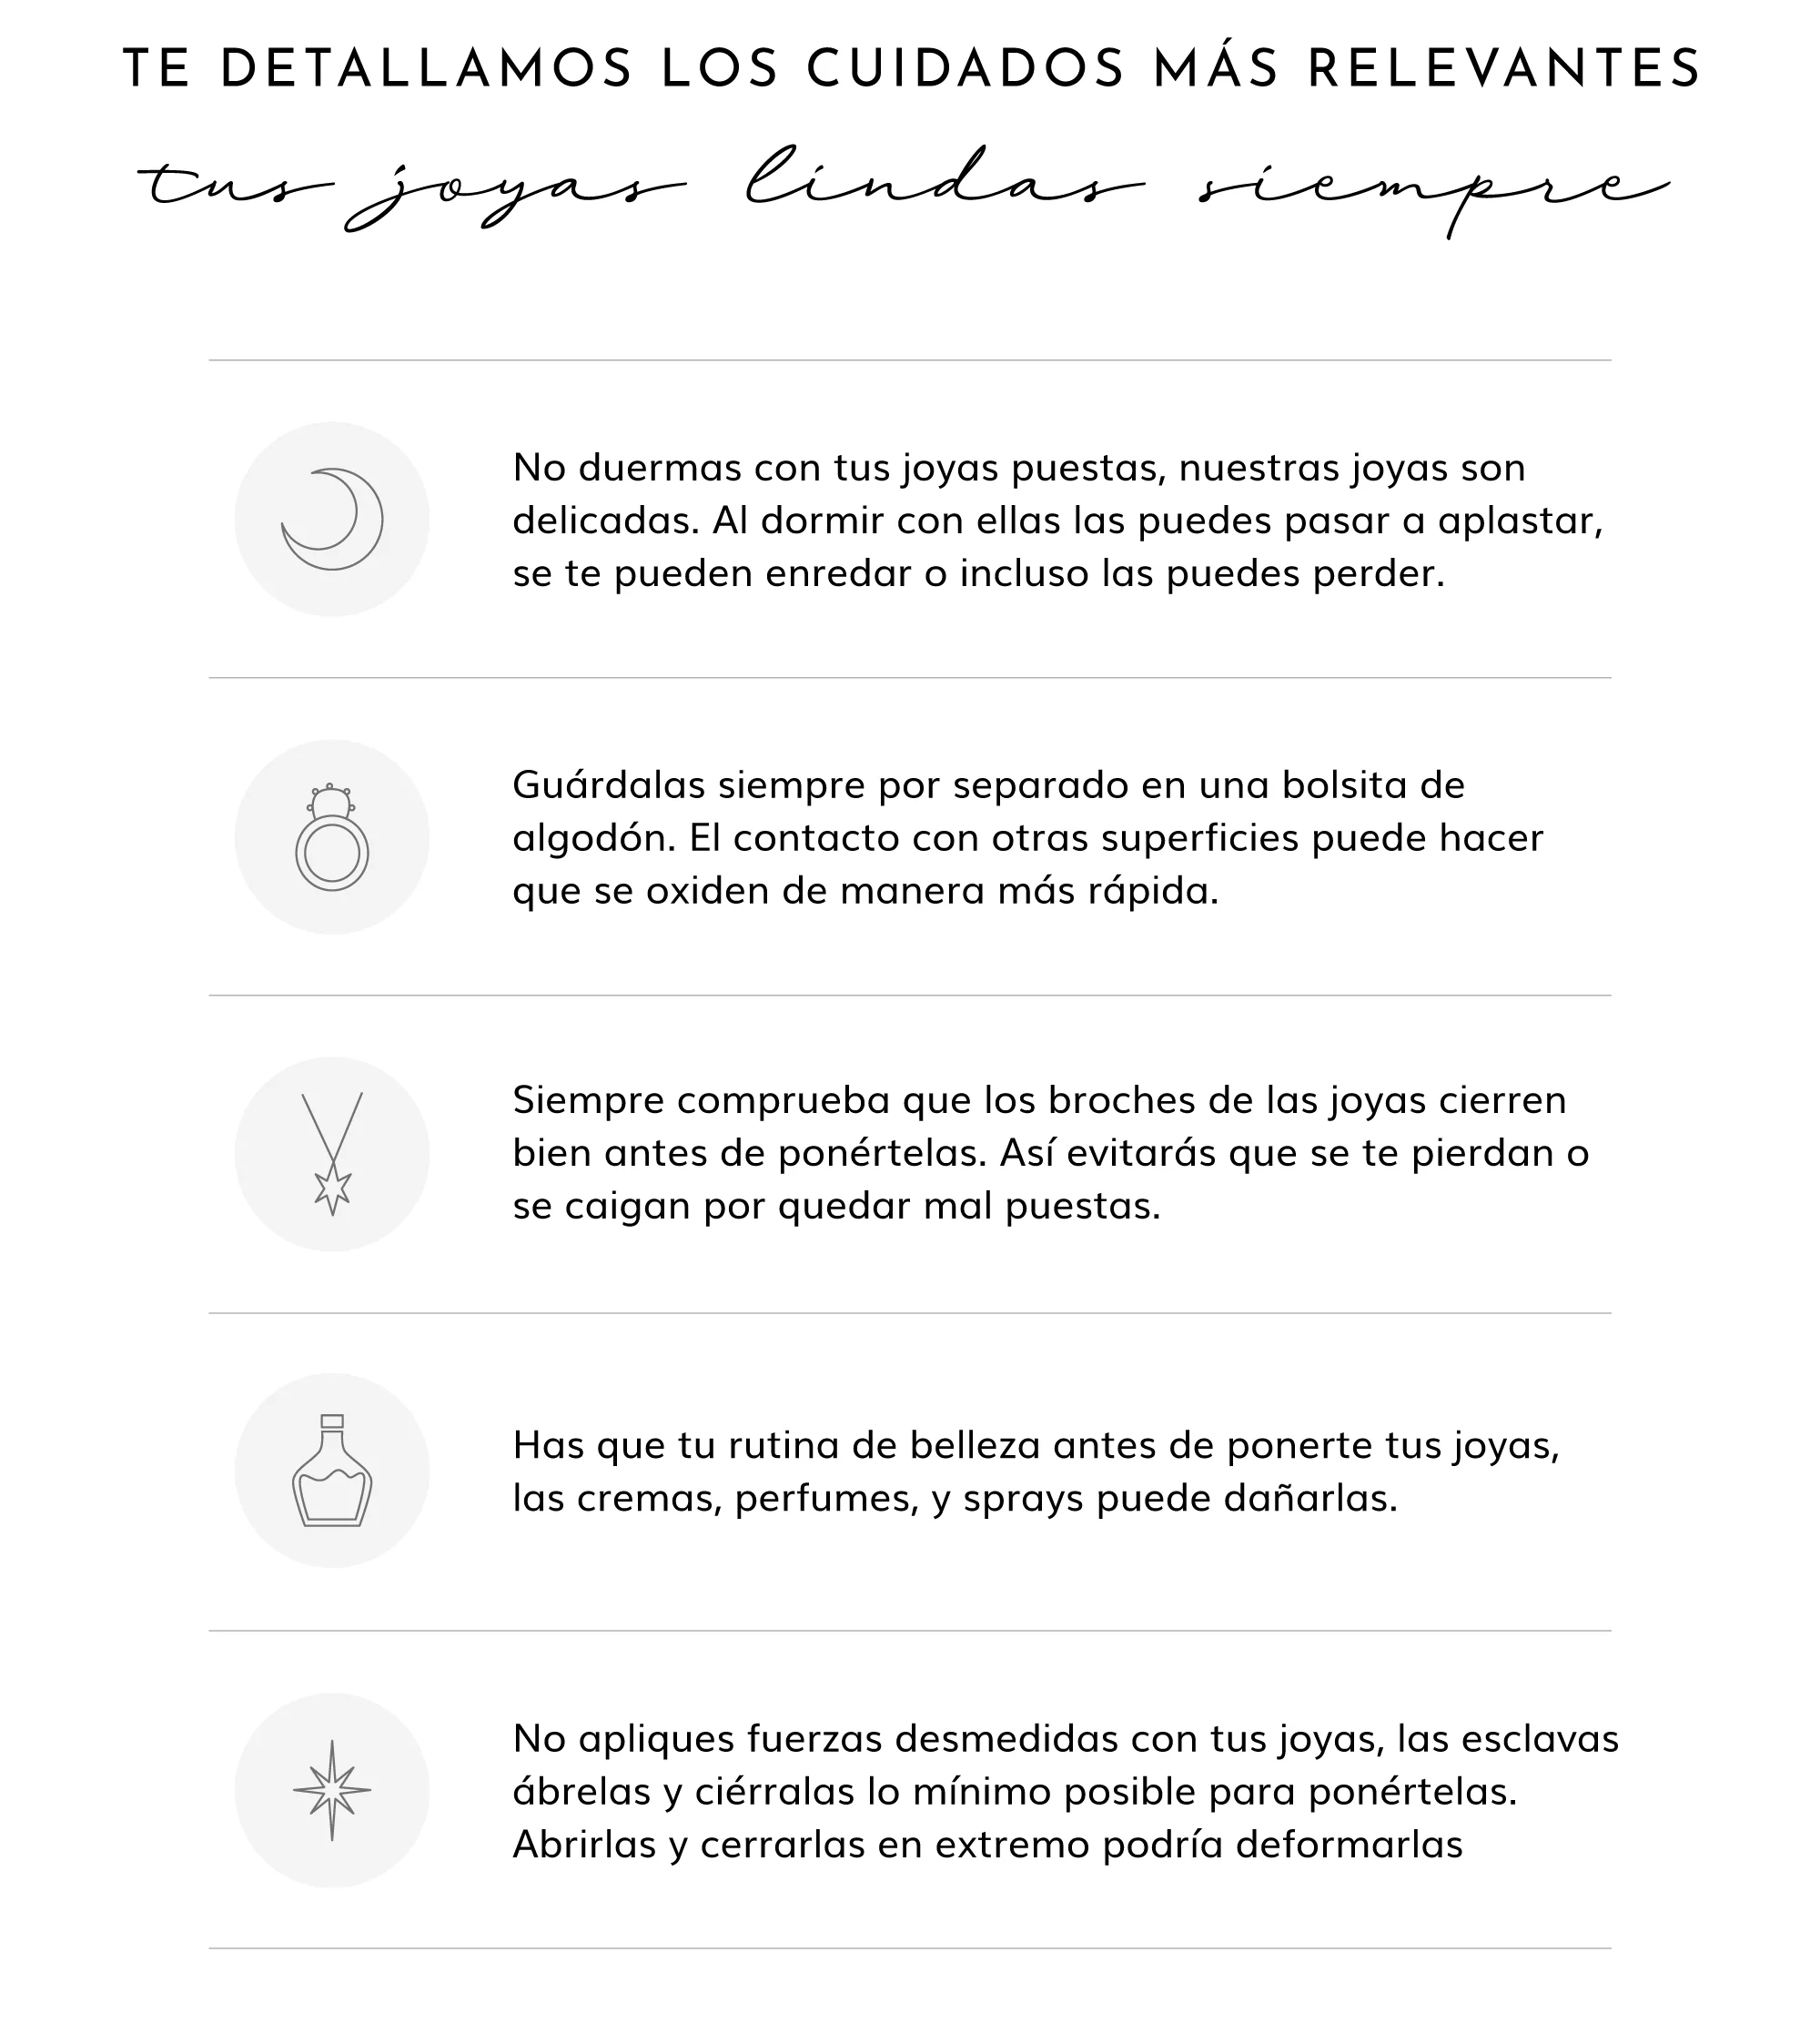 TE DETALLAMOS LOS CUIDADOS MÁS RELEVANTES
tus joyas lindas siempre
No duermas con tus joyas puestas, nuestras joyas son
delicadas. Al dormir con ellas las puedes pasar a aplastar,
se te pueden enredar o incluso las puedes perder.
Guárdalas siempre por separado en una bolsita de
algodón. El contacto con otras superficies puede hacer
que se oxiden de manera más rápida.
Siempre comprueba que los broches de las joyas cierren
bien antes de ponértelas. Así evitarás que se te pierdan o
se caigan por quedar mal puestas.
Has que tu rutina de belleza antes de ponerte tus joyas,
las cremas, perfumes, y sprays puede dañarlas.
No apliques fuerzas desmedidas con tus joyas, las esclavas
ábrelas y ciérralas lo mínimo posible para ponértelas.
Abrirlas y cerrarlas en extremo podría deformarlas